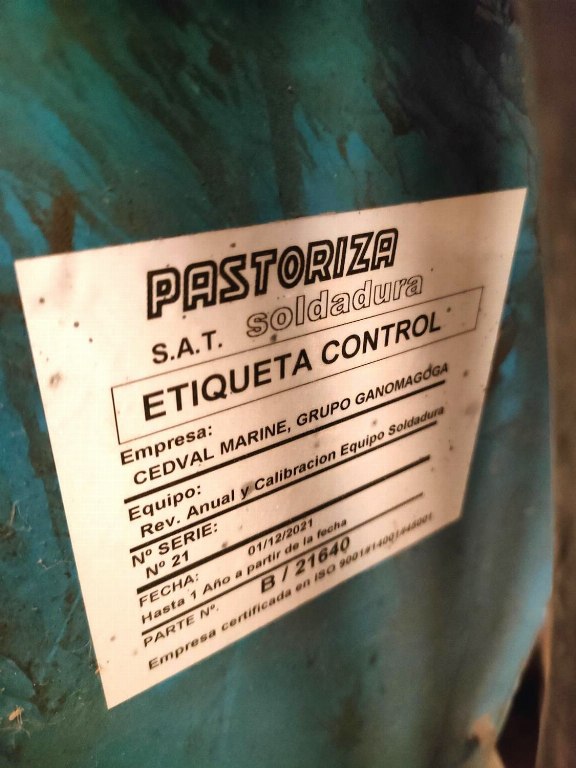 PASTORIZA
S.A.T. soldadura
ETIQUETA CONTROL
Empresa:
CEDVAL MARINE, GRUPO GANOMAGOGA
Equipo:
Rev. Anual y Calibracion Equipo Soldadura
Nº SERIE:
Nº 21
FECHA: 01/12/2021
Hasta 1 Año a partir de la fecha
PARTE Nº. B / 21640
Empresa certificada en ISO 9001#14001#45001